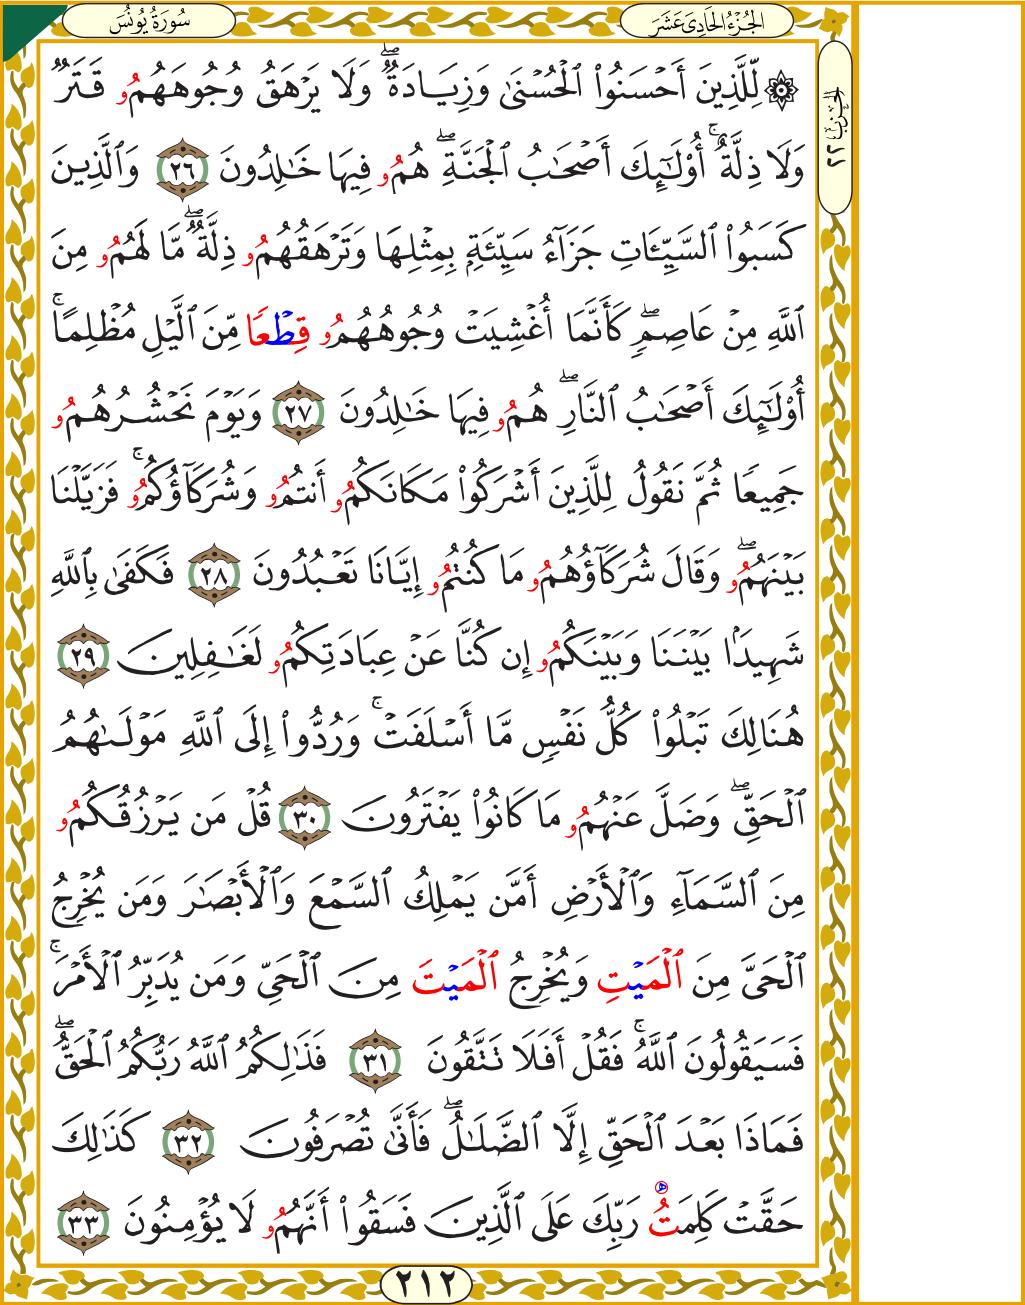 سُورَةُ يُونُسَ
الجُزْءُ الحَادِىَ عَشَرَ
الحِزْبُ ٢٢
۞ لِّلَّذِينَ أَحْسَنُوا۟ ٱلْحُسْنَىٰ وَزِيَادَةٌۖ وَلَا يَرْهَقُ وُجُوهَهُمُو قَتَرٌ
وَلَا ذِلَّةٌۚ أُو۟لَٰٓئِكَ أَصْحَٰبُ ٱلْجَنَّةِۖ هُمُو فِيهَا خَٰلِدُونَ ٢٦ وَٱلَّذِينَ
كَسَبُوا۟ ٱلسَّيِّـَٔاتِ جَزَآءُ سَيِّئَةٍۭ بِمِثْلِهَا وَتَرْهَقُهُمُو ذِلَّةٌۖ مَّا لَهُمُو مِنَ
ٱللَّهِ مِنْ عَاصِمٍۖ كَأَنَّمَآ أُغْشِيَتْ وُجُوهُهُمُو قِطْعًا مِّنَ ٱلَّيْلِ مُظْلِمًاۚ
أُو۟لَٰٓئِكَ أَصْحَٰبُ ٱلنَّارِۖ هُمُو فِيهَا خَٰلِدُونَ ٢٧ وَيَوْمَ نَحْشُرُهُمُو
جَمِيعًا ثُمَّ نَقُولُ لِلَّذِينَ أَشْرَكُوا۟ مَكَانَكُمُو أَنتُمُو وَشُرَكَآؤُكُمُوۚ فَزَيَّلْنَا
بَيْنَهُمُوۖ وَقَالَ شُرَكَآؤُهُمُو مَا كُنتُمُو إِيَّانَا تَعْبُدُونَ ٢٨ فَكَفَىٰ بِٱللَّهِ
شَهِيدًۢا بَيْنَنَا وَبَيْنَكُمُو إِن كُنَّا عَنْ عِبَادَتِكُمُو لَغَٰفِلِينَ ٢٩
هُنَالِكَ تَبْلُوا۟ كُلُّ نَفْسٍ مَّآ أَسْلَفَتْۚ وَرُدُّوٓا۟ إِلَى ٱللَّهِ مَوْلَىٰهُمُ
ٱلْحَقِّۖ وَضَلَّ عَنْهُمُو مَا كَانُوا۟ يَفْتَرُونَ ٣٠ قُلْ مَن يَرْزُقُكُمُو
مِنَ ٱلسَّمَآءِ وَٱلْأَرْضِ أَمَّن يَمْلِكُ ٱلسَّمْعَ وَٱلْأَبْصَٰرَ وَمَن يُخْرِجُ
ٱلْحَىَّ مِنَ ٱلْمَيْتِ وَيُخْرِجُ ٱلْمَيْتَ مِنَ ٱلْحَىِّ وَمَن يُدَبِّرُ ٱلْأَمْرَۚ
فَسَيَقُولُونَ ٱللَّهُۚ فَقُلْ أَفَلَا تَتَّقُونَ ٣١ فَذَٰلِكُمُ ٱللَّهُ رَبُّكُمُ ٱلْحَقُّۖ
فَمَاذَا بَعْدَ ٱلْحَقِّ إِلَّا ٱلضَّلَٰلُۖ فَأَنَّىٰ تُصْرَفُونَ ٣٢ كَذَٰلِكَ
حَقَّتْ كَلِمَتُ رَبِّكَ عَلَى ٱلَّذِينَ فَسَقُوٓا۟ أَنَّهُمُو لَا يُؤْمِنُونَ ٣٣
٢١٢